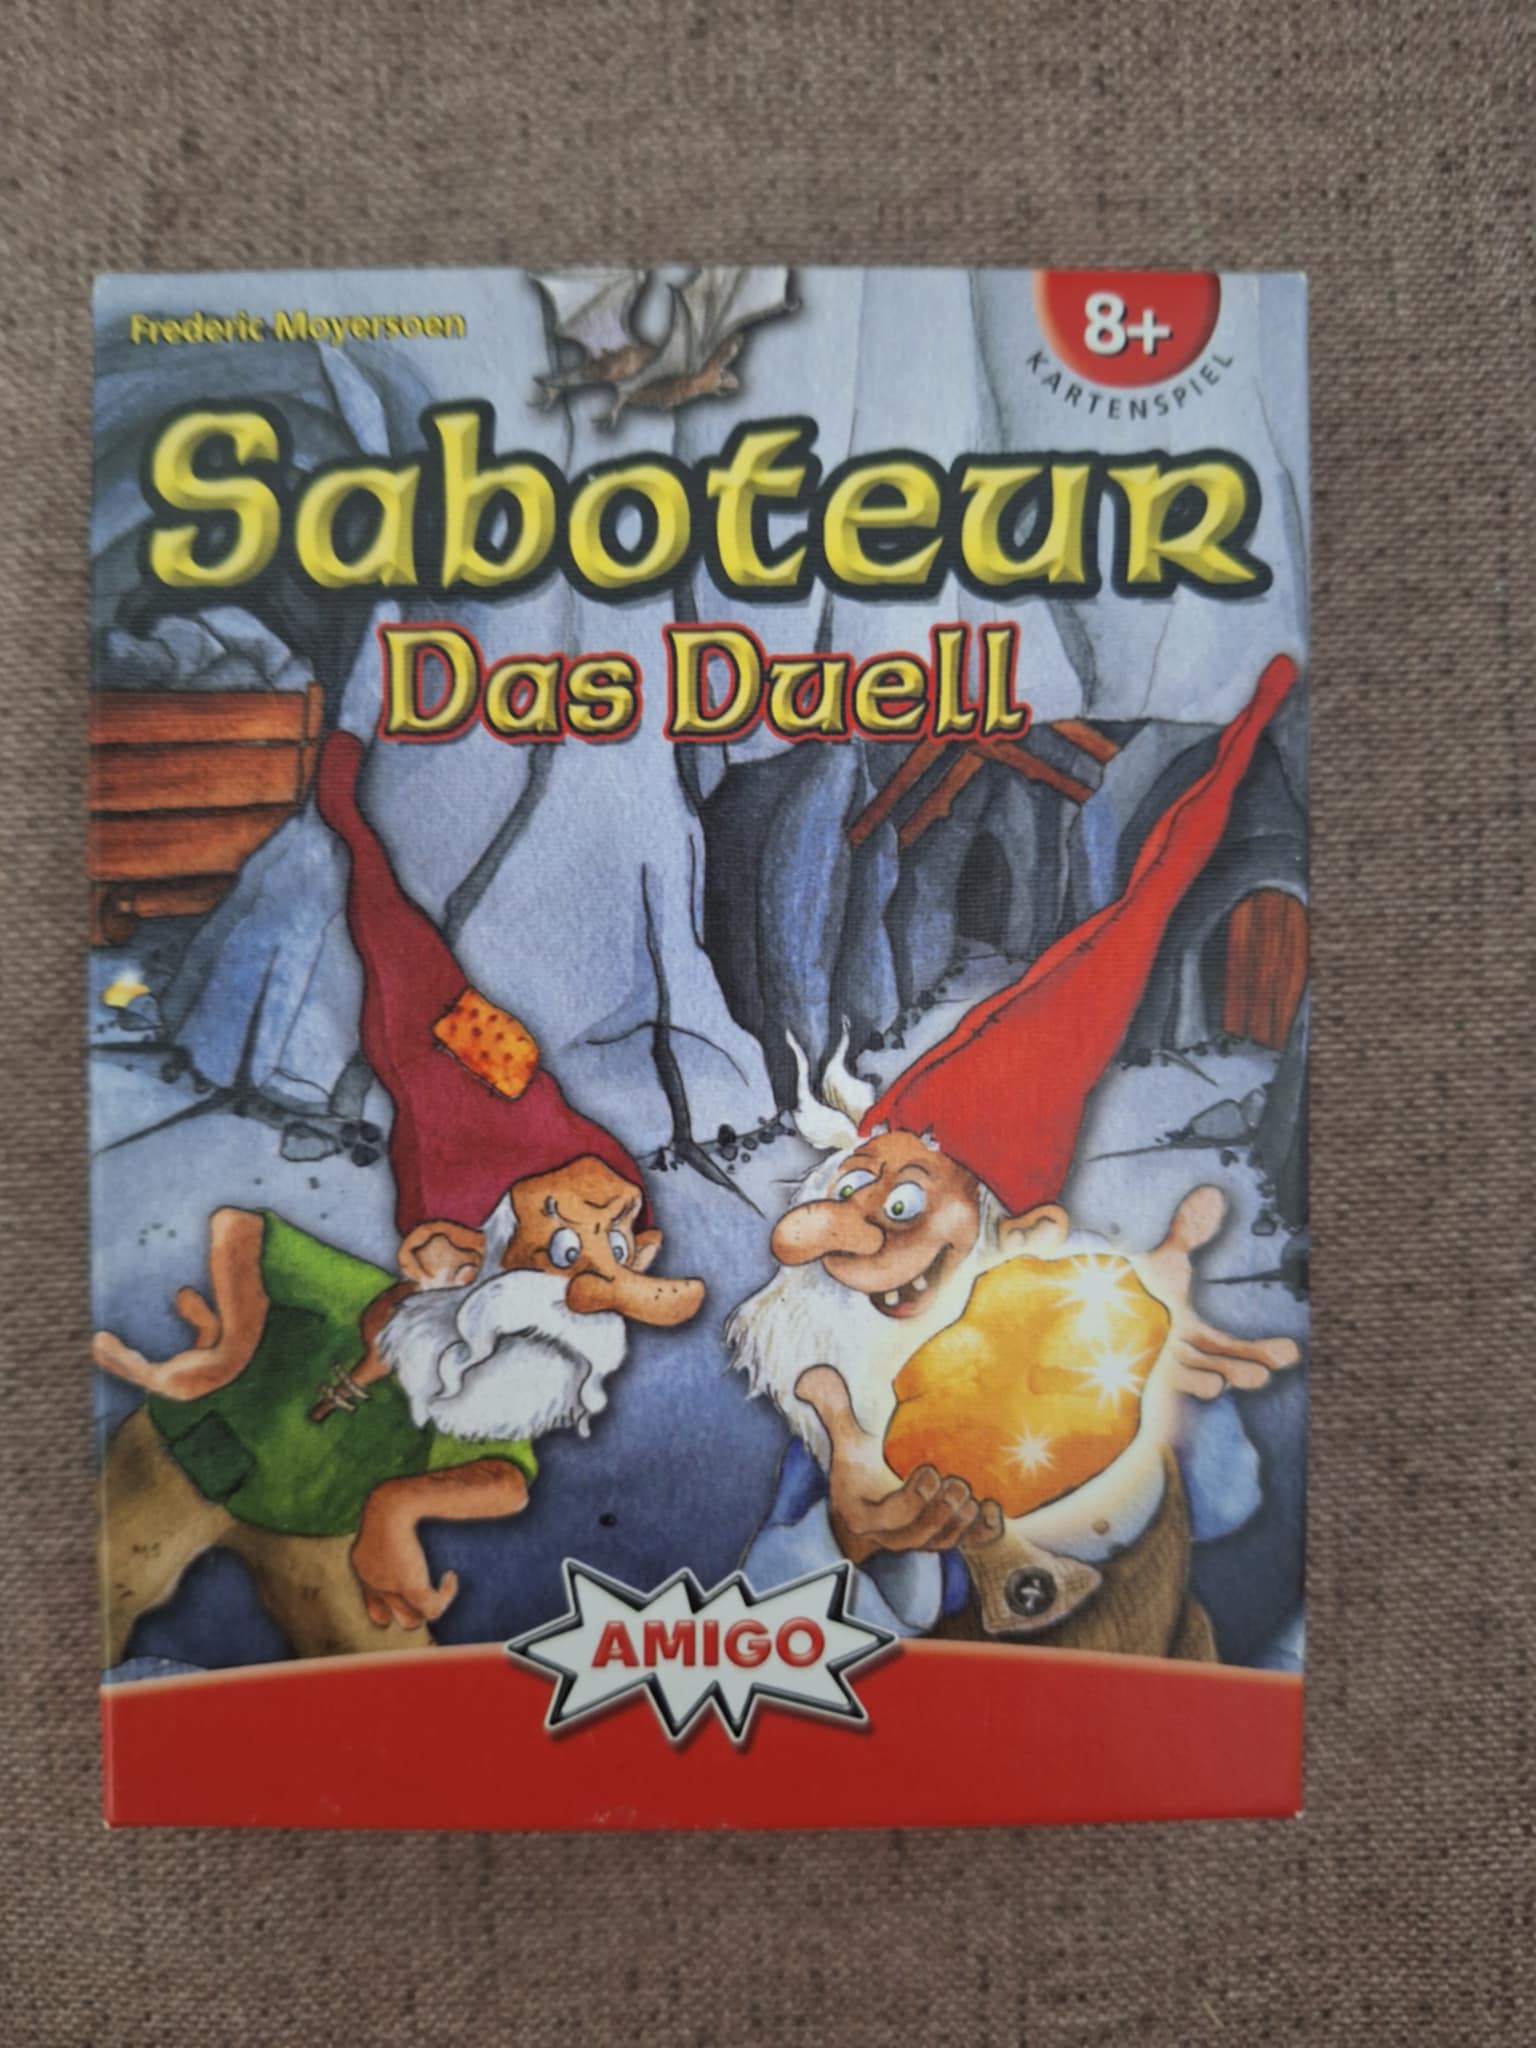 Frederic Moyersoen
8+
KARTENSPIEL
Saboteur
Das Duell
AMIGO